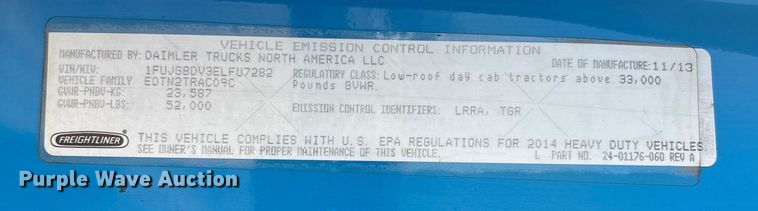 VEHICLE EMISSION CONTROL INFORMATION
MANUFACTURED BY: DAIMLER TRUCKS NORTH AMERICA LLC DATE OF MANUFACTURE: 11/13
VIN/NIV: 1FUJGBDV3ELFU7282 REGULATORY CLASS: Low-roof day cab tractors above 33,000
VEHICLE FAMILY EDTN2TRAC09C Pounds GVWR.
GVWR-PNBV-KG: 23,587
GVWR-PNBV-LBS: 52,000 EMISSION CONTROL IDENTIFIERS: LRRA, TGR
FREIGHTLINER THIS VEHICLE COMPLIES WITH U.S. EPA REGULATIONS FOR 2014 HEAVY DUTY VEHICLES
SEE OWNER'S MANUAL FOR PROPER MAINTENANCE OF THIS VEHICLE. L PART NO. 24-01176-060 REV A
Purple Wave Auction